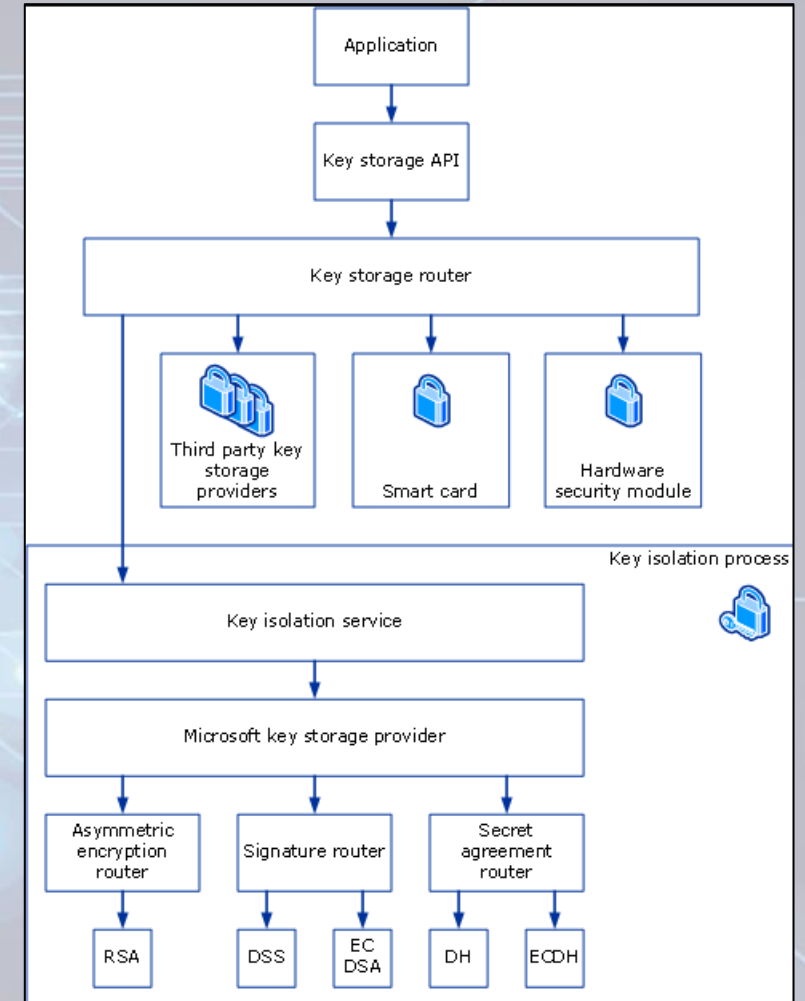 Application
Key storage API
Key storage router
Third party key
storage
providers
Smart card
Hardware
security module
Key isolation process
Key isolation service
Microsoft key storage provider
Asymmetric
encryption
router
Signature router
Secret
agreement
router
RSA
DSS
EC
DSA
DH
ECDH